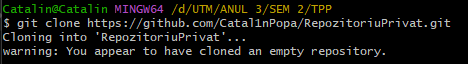 Catalin@Catalin MINGW64 /d/UTM/ANUL 3/SEM 2/TPP
$ git clone https://github.com/Catal1nPopa/RepozitoriuPrivat.git
Cloning into 'RepozitoriuPrivat'...
warning: You appear to have cloned an empty repository.